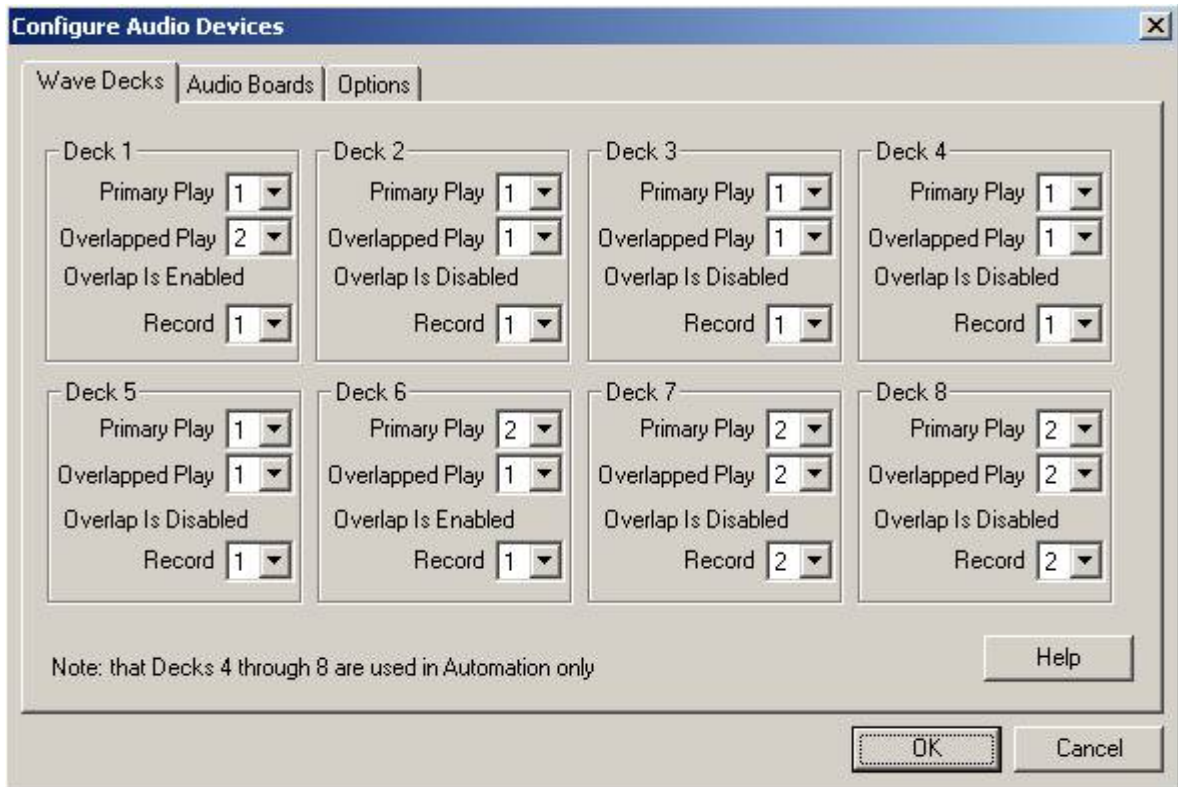 Configure Audio Devices
Wave Decks Audio Boards Options
Deck 1 Deck 2 Deck 3 Deck 4
Primary Play 1 Primary Play 1 Primary Play 1 Primary Play 1
Overlapped Play 2 Overlapped Play 1 Overlapped Play 1 Overlapped Play 1
Overlap Is Enabled Overlap Is Disabled Overlap Is Disabled Overlap Is Disabled
Record 1 Record 1 Record 1 Record 1
Deck 5 Deck 6 Deck 7 Deck 8
Primary Play 1 Primary Play 2 Primary Play 2 Primary Play 2
Overlapped Play 1 Overlapped Play 1 Overlapped Play 2 Overlapped Play 2
Overlap Is Disabled Overlap Is Enabled Overlap Is Disabled Overlap Is Disabled
Record 1 Record 1 Record 2 Record 2
Note: that Decks 4 through 8 are used in Automation only
Help
OK Cancel